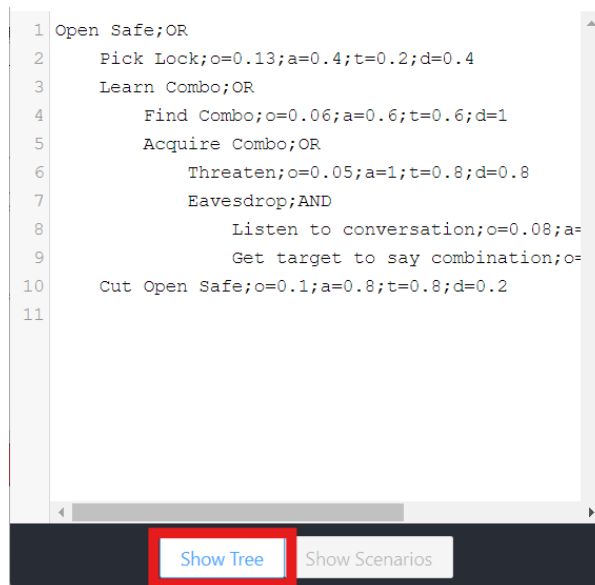 1 Open Safe;OR
2     Pick Lock;o=0.13;a=0.4;t=0.2;d=0.4
3     Learn Combo;OR
4         Find Combo;o=0.06;a=0.6;t=0.6;d=1
5         Acquire Combo;OR
6             Threaten;o=0.05;a=1;t=0.8;d=0.8
7             Eavesdrop;AND
8                 Listen to conversation;o=0.08;a=
9                 Get target to say combination;o=
10     Cut Open Safe;o=0.1;a=0.8;t=0.8;d=0.2
11
Show Tree Show Scenarios